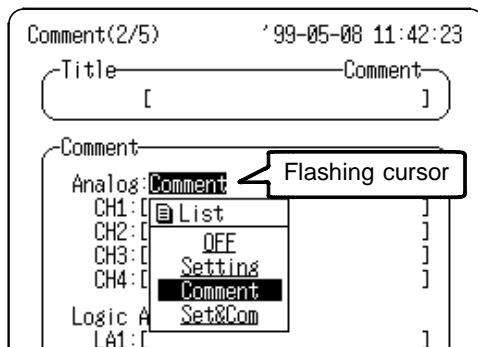 Comment(2/5) '99-05-08 11:42:23
Title Comment
[ ]
Comment
Analog:Comment
Flashing cursor
CH1:[ ]
List
CH2:[ ]
OFF
CH3:[ ]
Setting
CH4:[ ]
Comment
Logic A
Set&Com
LA1:[ ]